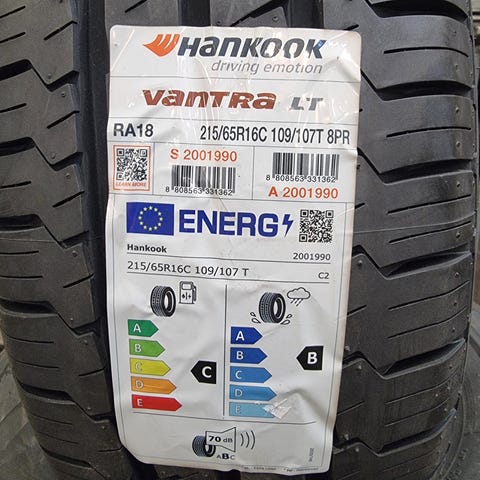 HANKOOK
driving emotion
VANTRA LT
RA18 215/65R16C 109/107T 8PR
S 2001990
8 808563 331362
LEARN MORE
8 808563 331362
A 2001990
ENERG
Hankook 2001990
215/65R16C 109/107 T C2
A A
B B
C C C B
D D
E E
70 dB
ABC